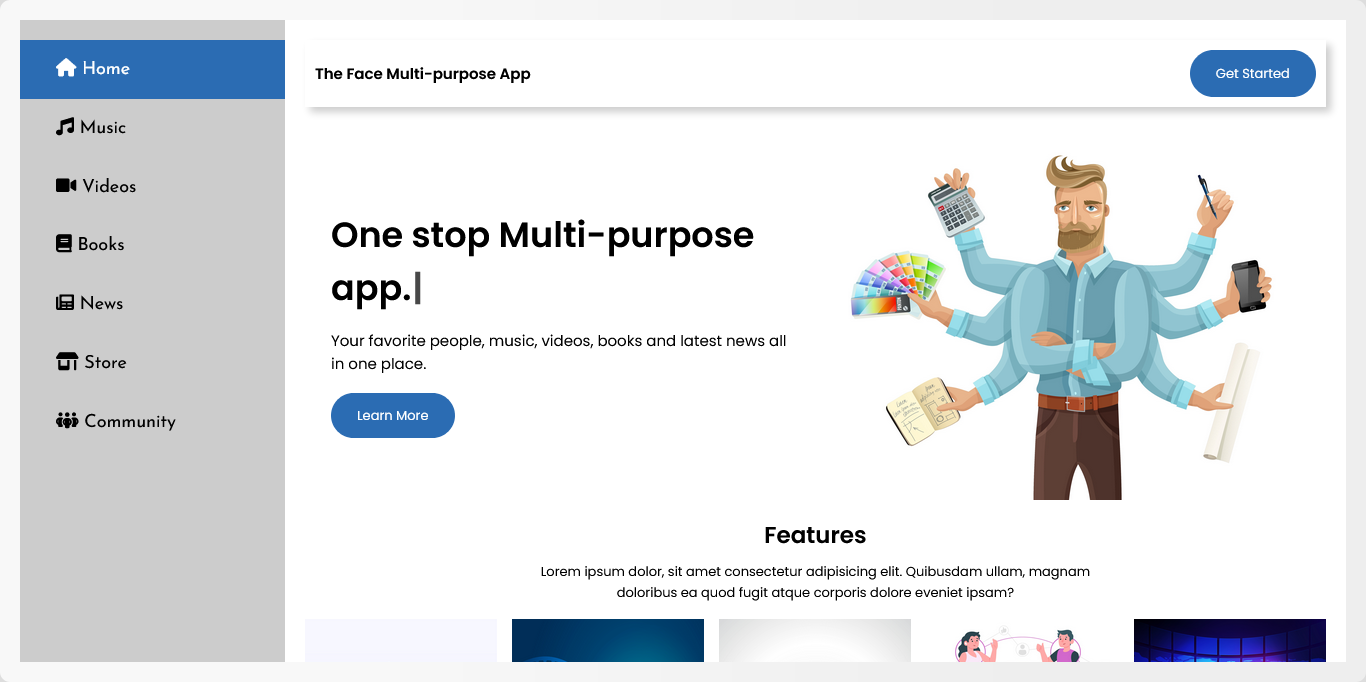 Home
Music
Videos
Books
News
Store
Community
The Face Multi-purpose App
Get Started
One stop Multi-purpose
app.
Your favorite people, music, videos, books and latest news all
in one place.
Learn More
Features
Lorem ipsum dolor, sit amet consectetur adipisicing elit. Quibusdam ullam, magnam
doloribus ea quod fugit atque corporis dolore eveniet ipsam?